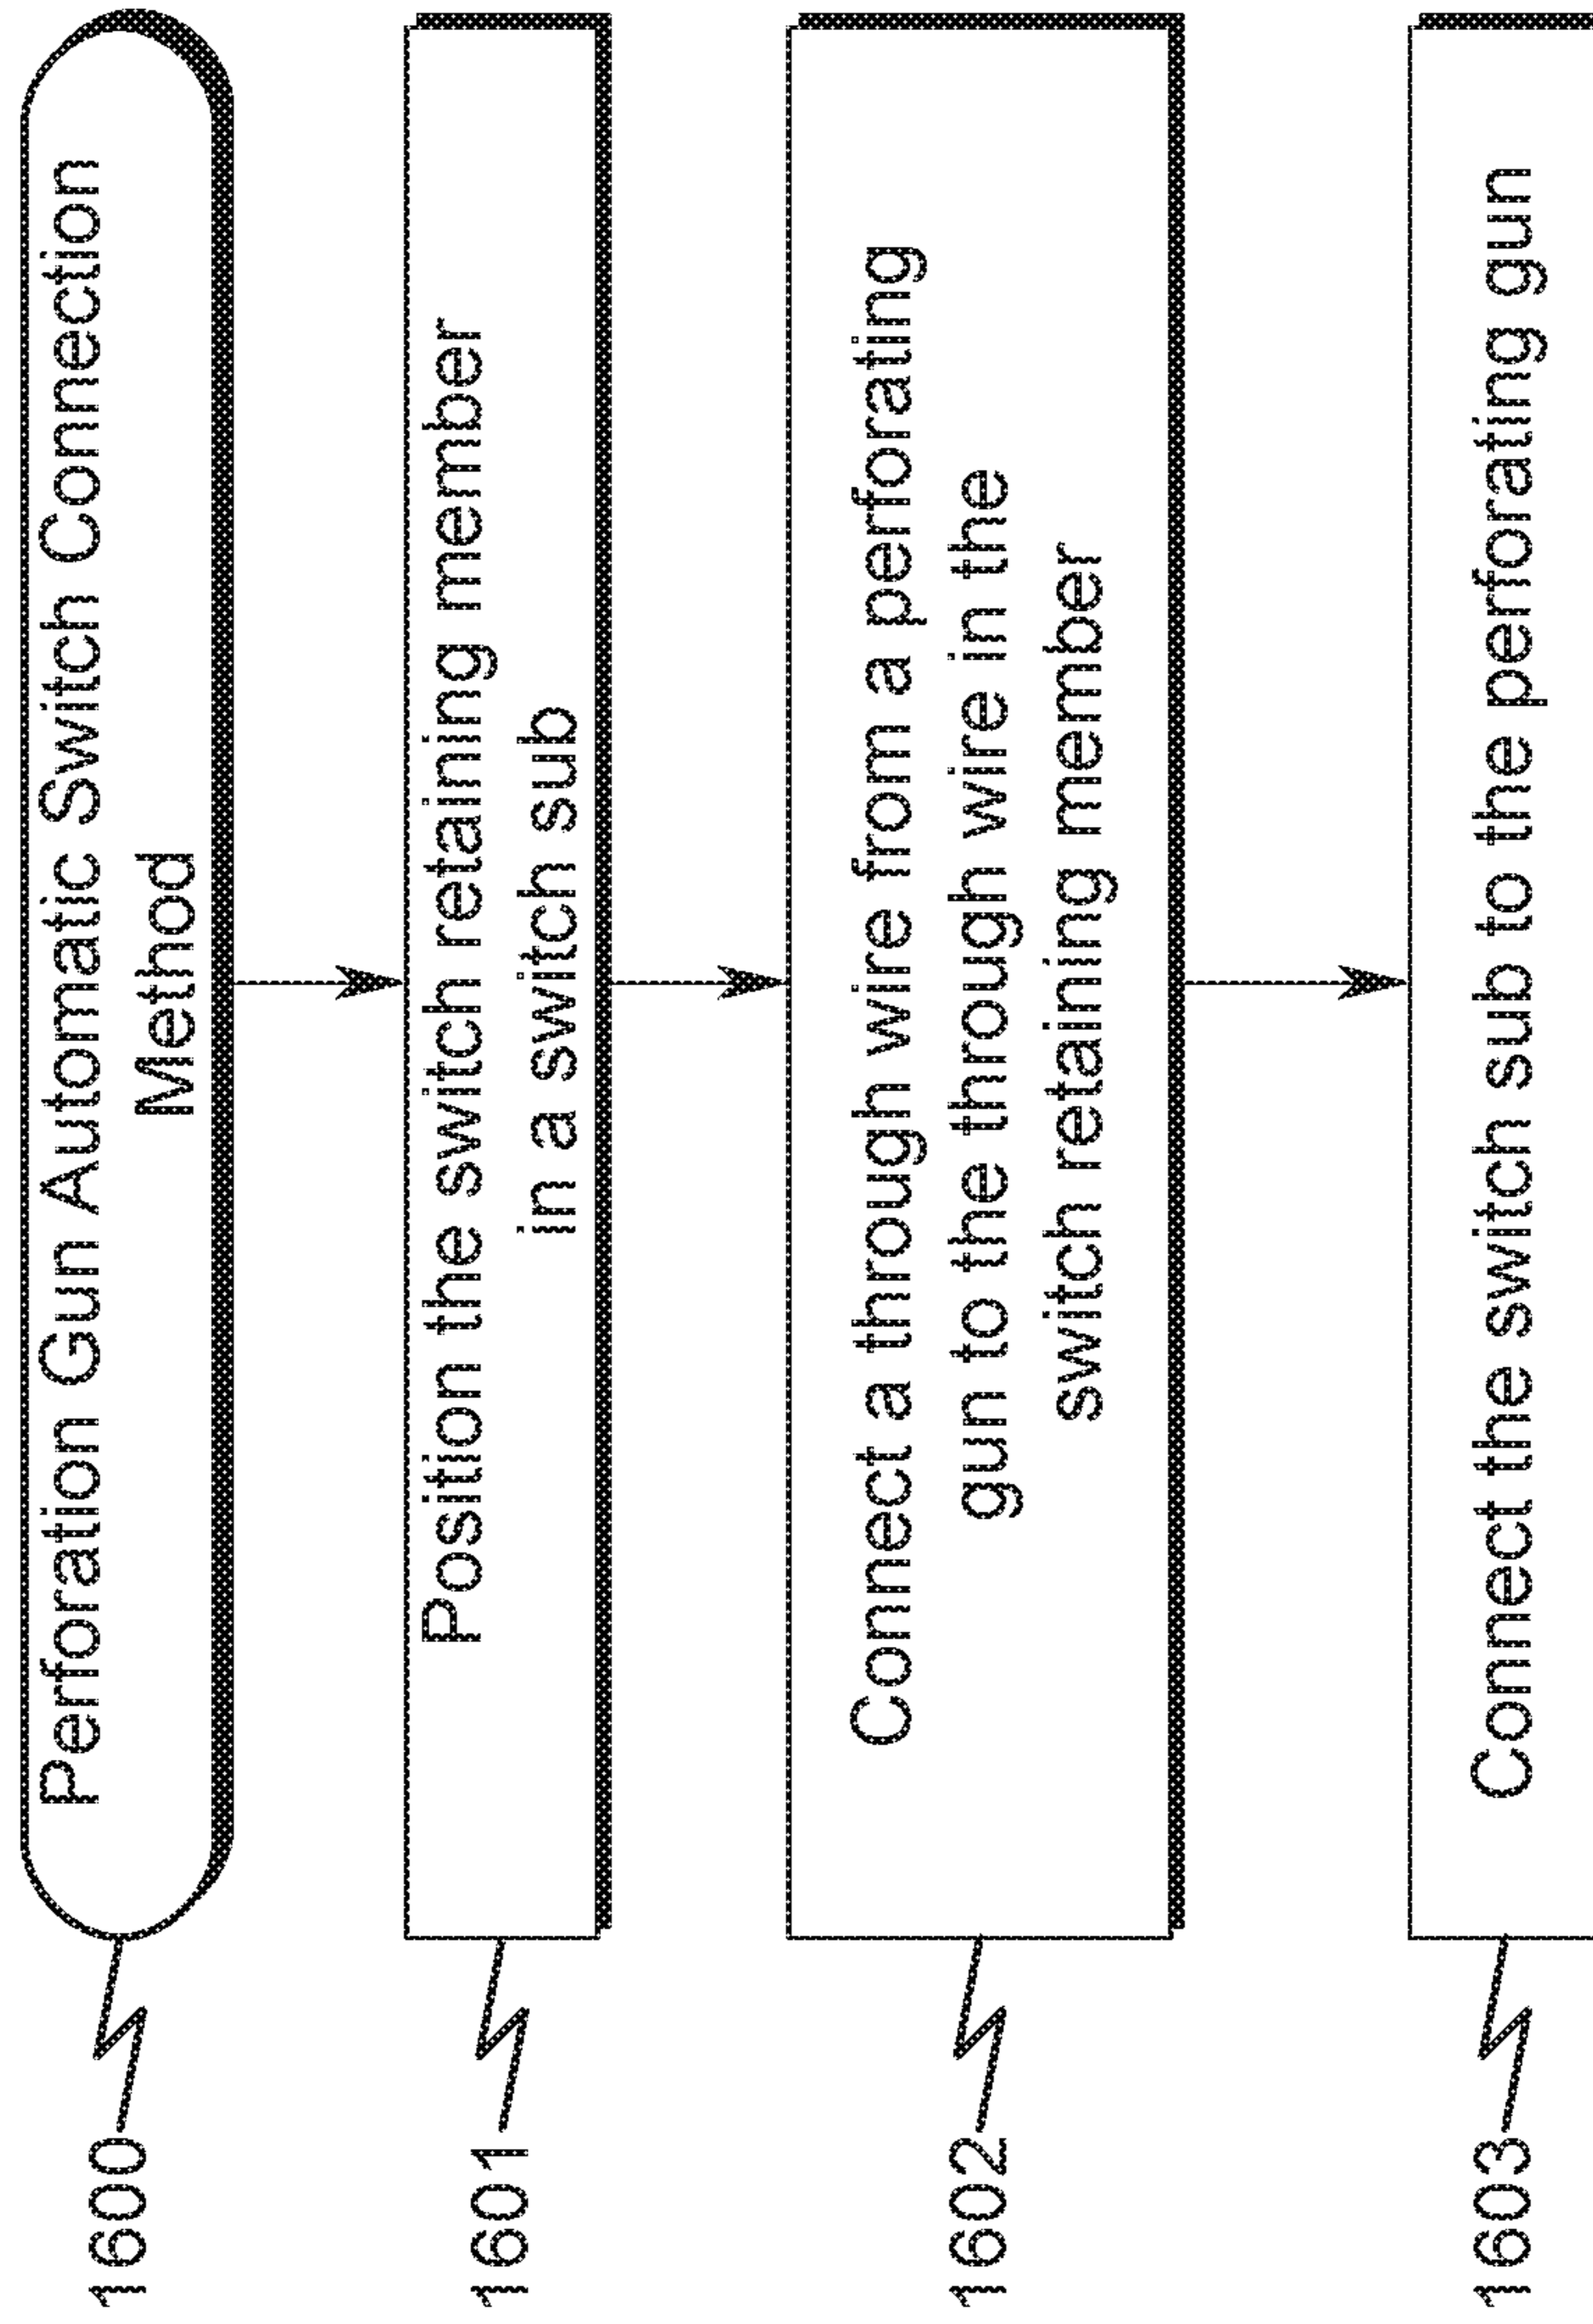 Perforation Gun Automatic Switch Connection
Method
1600
Position the switch retaining member
in a switch sub
1601
Connect a through wire from a perforating
gun to the through wire in the
switch retaining member
1602
Connect the switch sub to the perforating gun
1603